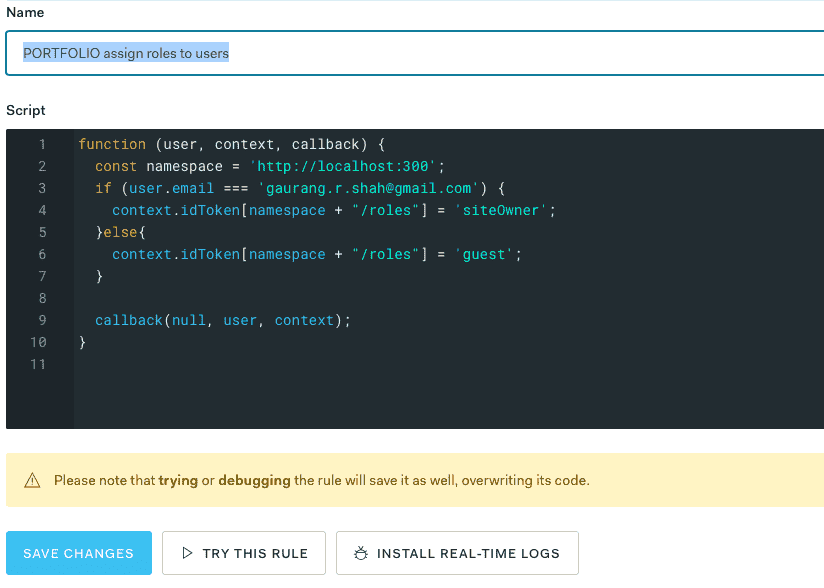 Name
PORTFOLIO assign roles to users
Script
1 function (user, context, callback) {
2 const namespace = 'http://localhost:300';
3 if (user.email === 'gaurang.r.shah@gmail.com') {
4 context.idToken[namespace + "/roles"] = 'siteOwner';
5 }else{
6 context.idToken[namespace + "/roles"] = 'guest';
7 }
8
9 callback(null, user, context);
10 }
11
Please note that trying or debugging the rule will save it as well, overwriting its code.
SAVE CHANGES TRY THIS RULE INSTALL REAL-TIME LOGS